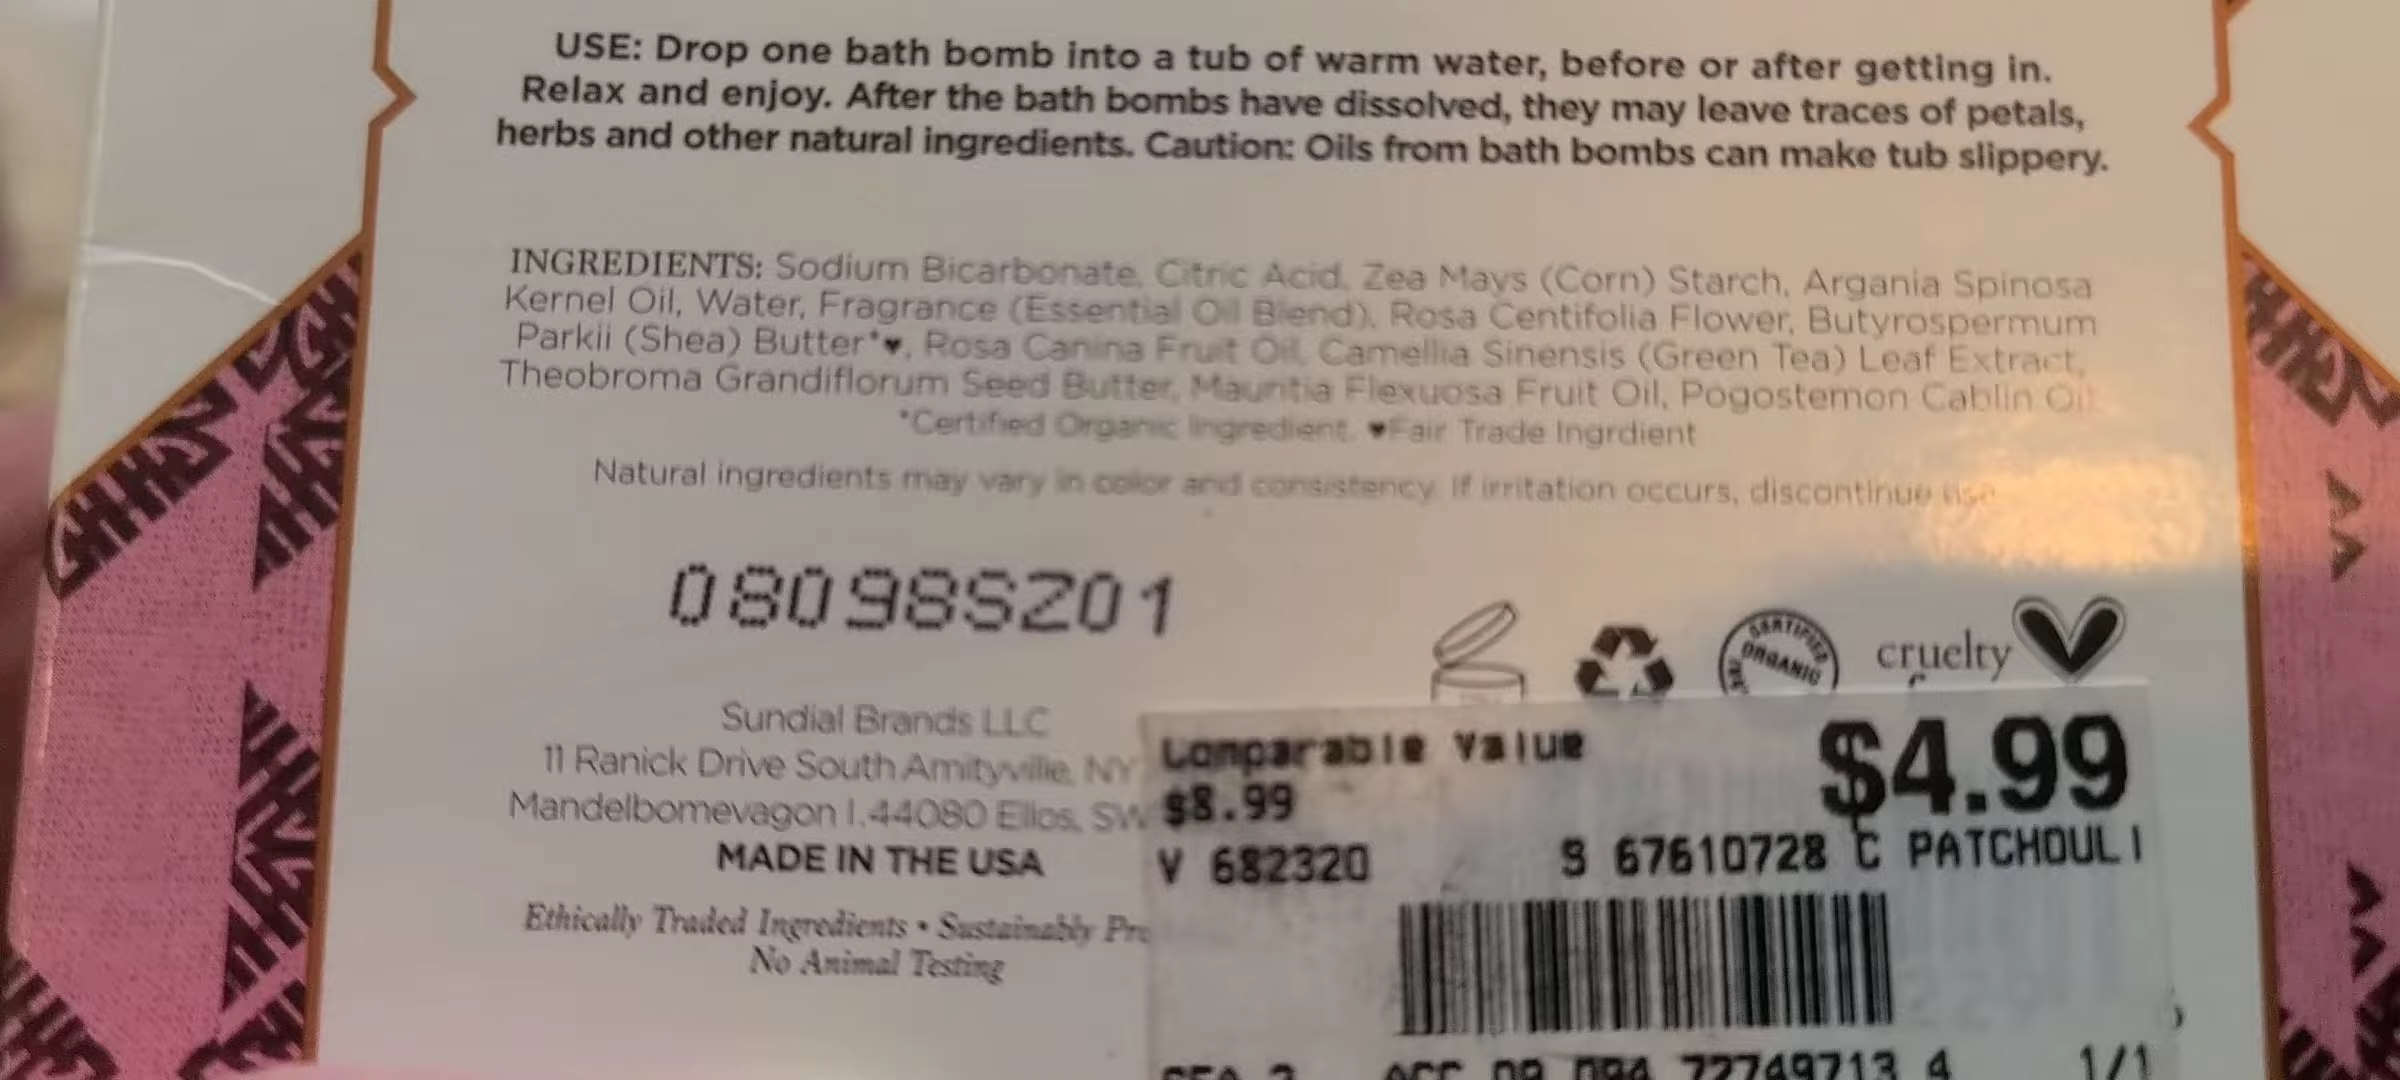 USE: Drop one bath bomb into a tub of warm water, before or after getting in.
Relax and enjoy. After the bath bombs have dissolved, they may leave traces of petals,
herbs and other natural ingredients. Caution: Oils from bath bombs can make tub slippery.
INGREDIENTS: Sodium Bicarbonate, Citric Acid, Zea Mays (Corn) Starch, Argania Spinosa
Kernel Oil, Water, Fragrance (Essential Oil Blend), Rosa Centifolia Flower, Butyrospermum
Parkii (Shea) Butter*♥, Rosa Canina Fruit Oil, Camellia Sinensis (Green Tea) Leaf Extract,
Theobroma Grandiflorum Seed Butter, Mauritia Flexuosa Fruit Oil, Pogostemon Cablin Oil
*Certified Organic Ingredient. ♥Fair Trade Ingrdient
Natural ingredients may vary in color and consistency. If irritation occurs, discontinue use
08098SZ01
CERTIFIED
ORGANIC
cruelty
Sundial Brands LLC
11 Ranick Drive South Amityville, NY
Mandelbomevagon 1.44080 Ellos, SW
MADE IN THE USA
Ethically Traded Ingredients • Sustainably
No Animal Testing
Comparable Value
$8.99
$4.99
V 682320
S 67610728 C PATCHOULI
72749713 4 1/1